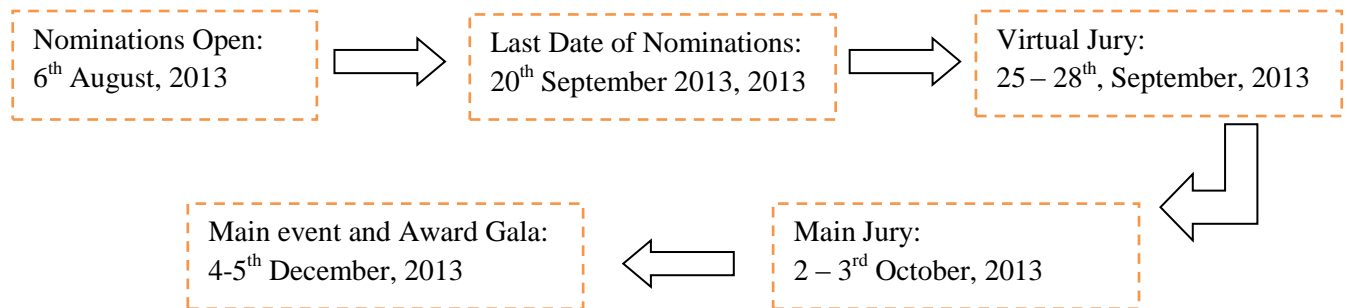 Nominations Open:
6th August, 2013
Last Date of Nominations:
20th September 2013, 2013
Virtual Jury:
25 – 28th, September, 2013
Main Jury:
2 – 3rd October, 2013
Main event and Award Gala:
4-5th December, 2013